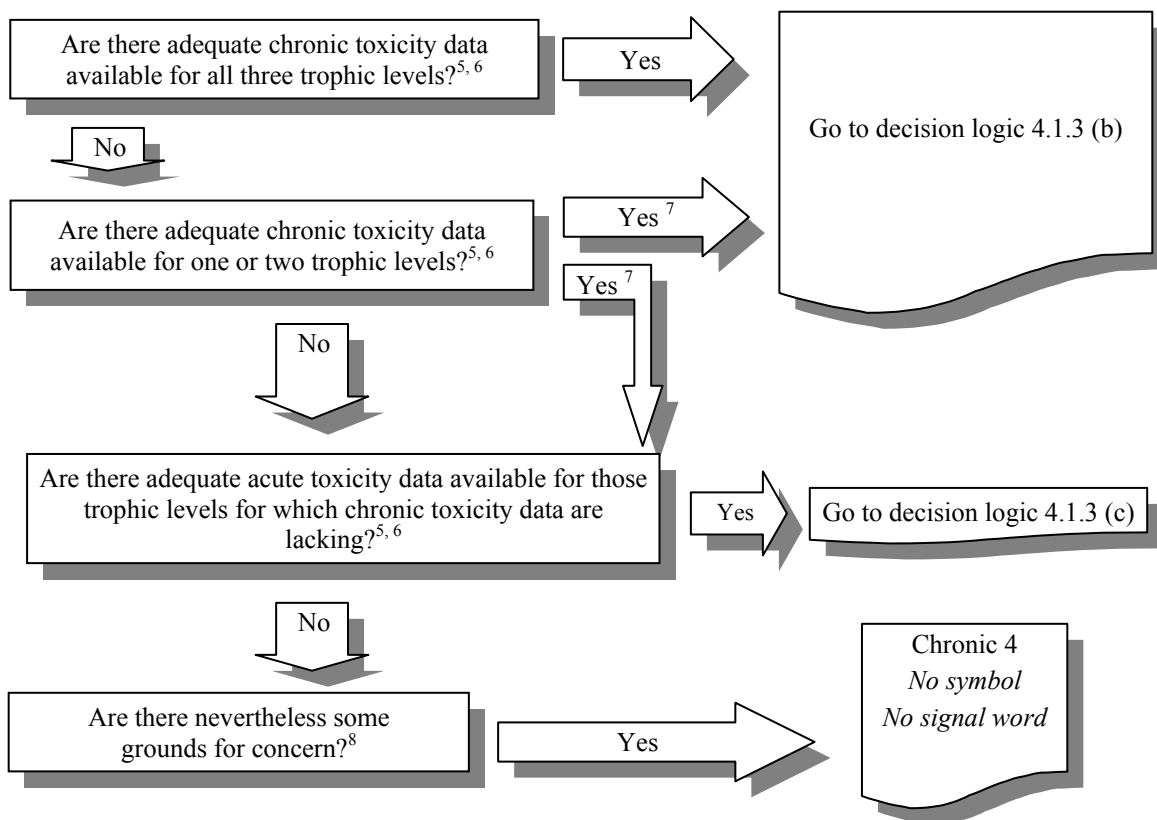 Are there adequate chronic toxicity data
available for all three trophic levels?5, 6
Yes
Go to decision logic 4.1.3 (b)
No
Are there adequate chronic toxicity data
available for one or two trophic levels?5, 6
Yes 7
Yes 7
No
Are there adequate acute toxicity data available for those
trophic levels for which chronic toxicity data are
lacking?5, 6
Yes
Go to decision logic 4.1.3 (c)
No
Are there nevertheless some
grounds for concern?8
Yes
Chronic 4
No symbol
No signal word